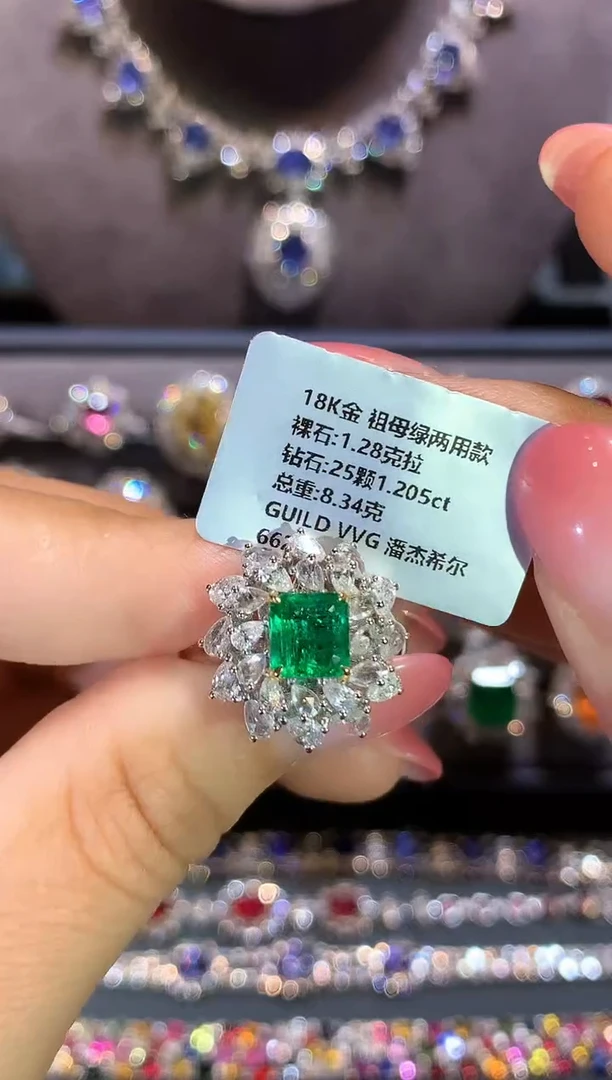 18K金 祖母绿两用款
裸石:1.28克拉
钻石:25颗1.205ct
总重:8.34克
GUILD VVG 潘杰希尔